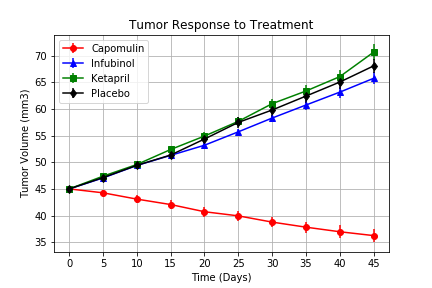 Tumor Response to Treatment
Capomulin
Infubinol
Ketapril
Placebo
Tumor Volume (mm3)
70
65
60
55
50
45
40
35
0 5 10 15 20 25 30 35 40 45
Time (Days)